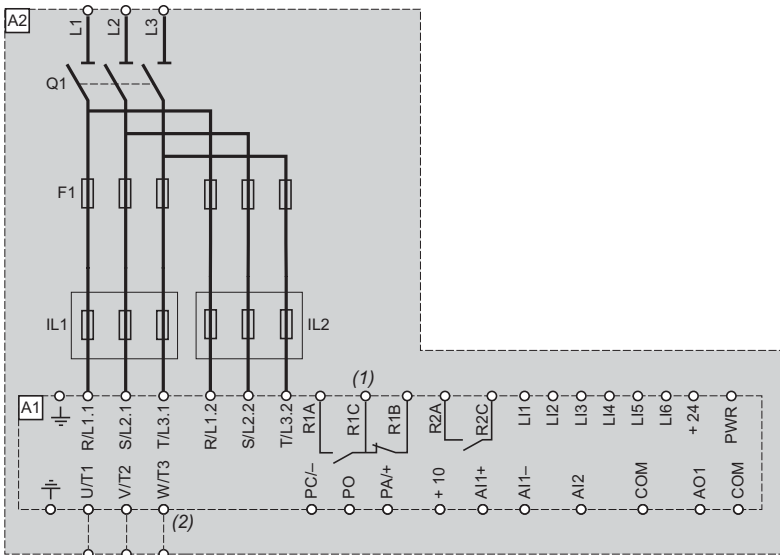 A2
L1 L2 L3
Q1
F1
IL1 IL2
(1)
A1
R/L1.1 S/L2.1 T/L3.1 R/L1.2 S/L2.2 T/L3.2 R1A R1C R1B R2A R2C LI1 LI2 LI3 LI4 LI5 LI6 + 24 PWR
U/T1 V/T2 W/T3 PC/– PO PA/+ + 10 AI1+ AI1– AI2 COM AO1 COM
(2)